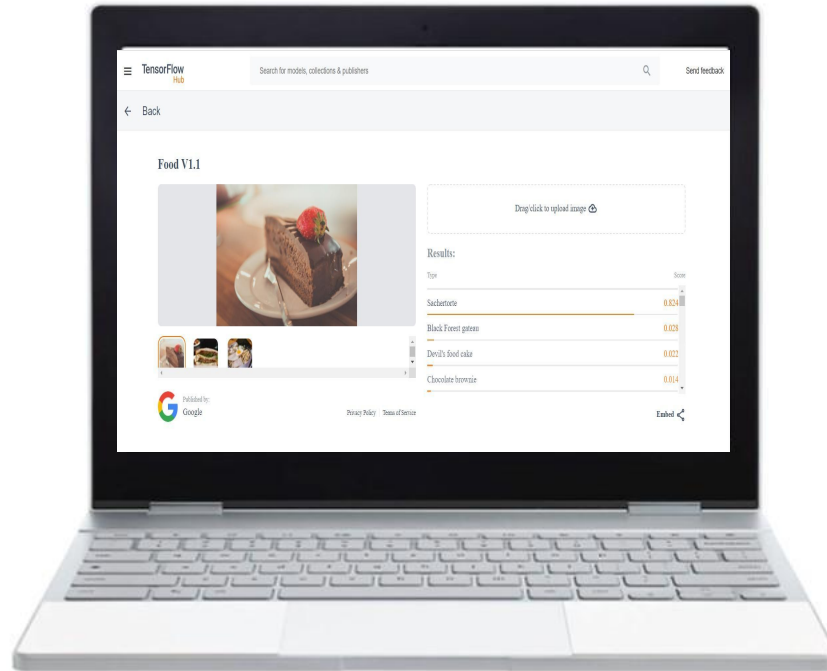 TensorFlow
Hub
Search for models, collections & publishers
Send feedback
Back
Food V1.1
Drag/click to upload image
Results:
Type
Score
Sachertorte
0.824
Black Forest gateau
0.028
Devil's food cake
0.022
Chocolate brownie
0.014
Published by:
Google
Privacy Policy
Terms of Service
Embed